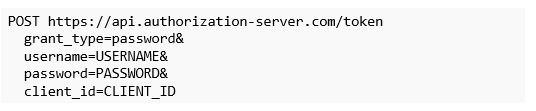 POST https://api.authorization-server.com/token
grant_type=password&
username=USERNAME&
password=PASSWORD&
client_id=CLIENT_ID